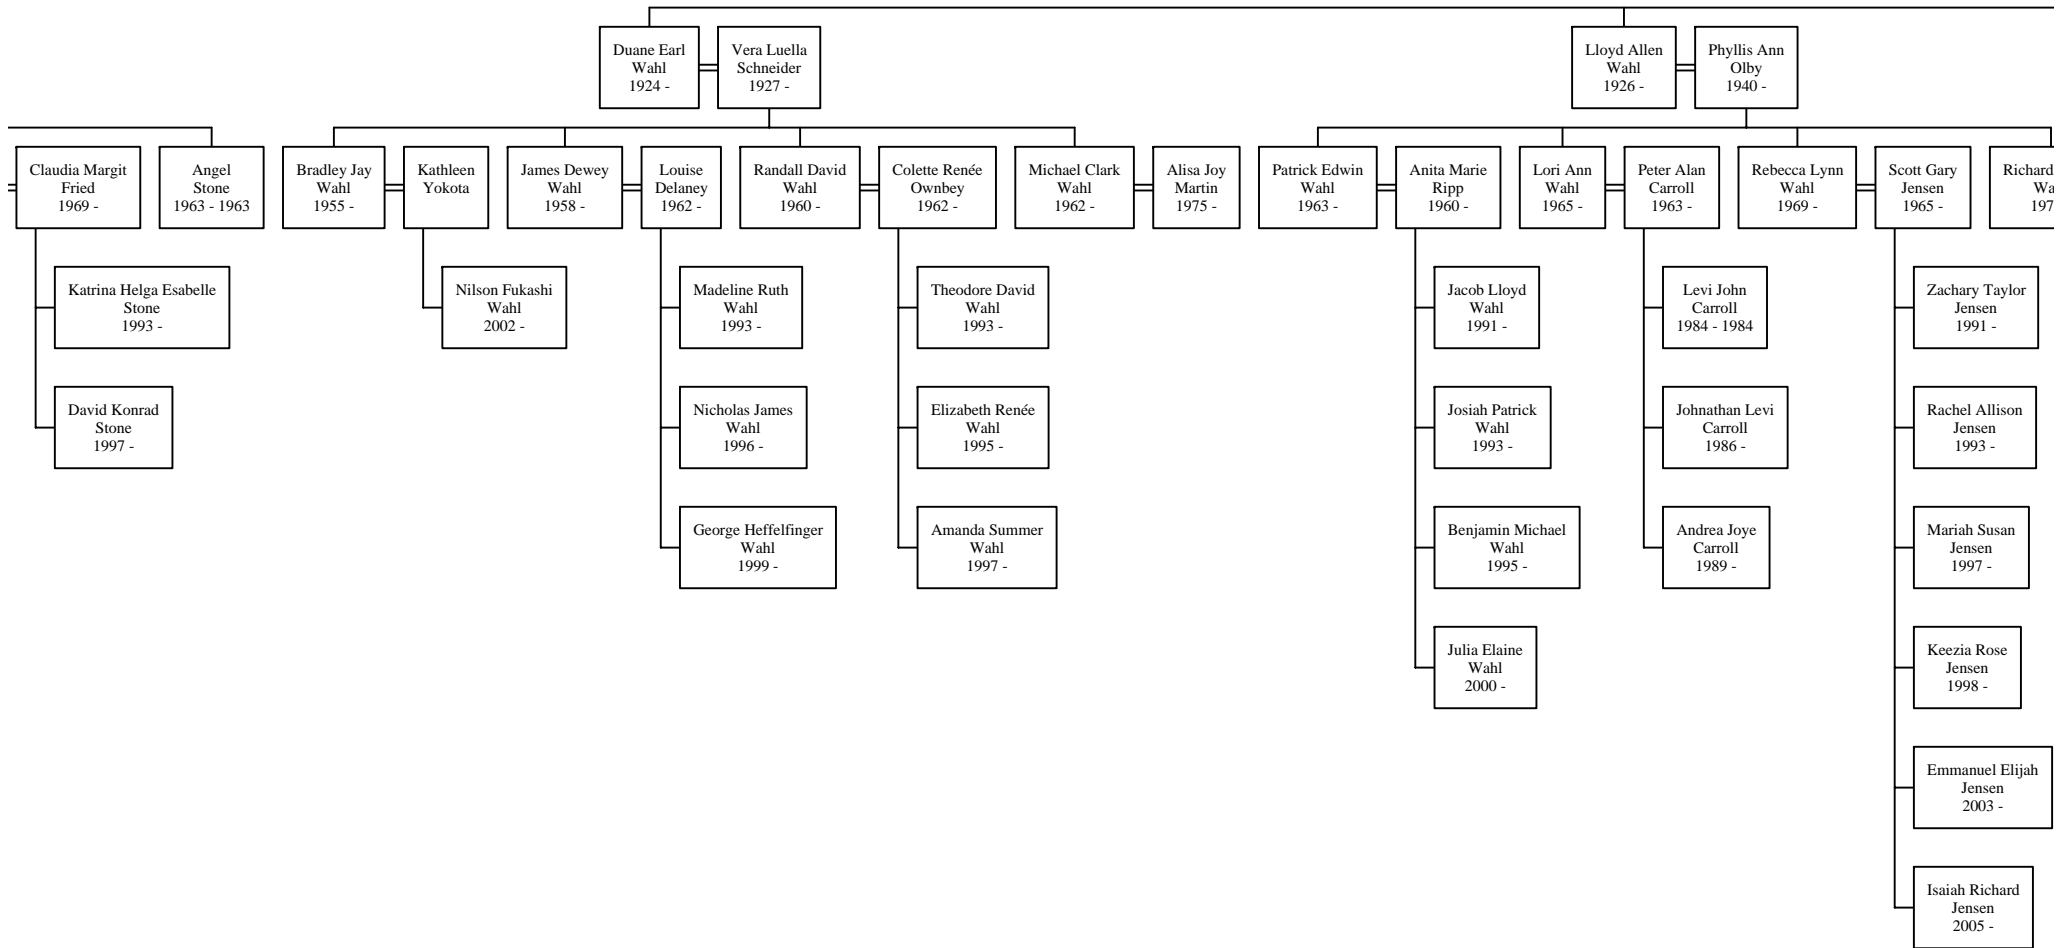 Duane Earl
Wahl
1924 -
Vera Luella
Schneider
1927 -
Lloyd Allen
Wahl
1926 -
Phyllis Ann
Olby
1940 -
Claudia Margit
Fried
1969 -
Angel
Stone
1963 - 1963
Bradley Jay
Wahl
1955 -
Kathleen
Yokota
James Dewey
Wahl
1958 -
Louise
Delaney
1962 -
Randall David
Wahl
1960 -
Colette Renée
Ownbey
1962 -
Michael Clark
Wahl
1962 -
Alisa Joy
Martin
1975 -
Patrick Edwin
Wahl
1963 -
Anita Marie
Ripp
1960 -
Lori Ann
Wahl
1965 -
Peter Alan
Carroll
1963 -
Rebecca Lynn
Wahl
1969 -
Scott Gary
Jensen
1965 -
Richard
Katrina Helga Esabelle
Stone
1993 -
David Konrad
Stone
1997 -
Nilson Fukashi
Wahl
2002 -
Madeline Ruth
Wahl
1993 -
Nicholas James
Wahl
1996 -
George Heffelfinger
Wahl
1999 -
Theodore David
Wahl
1993 -
Elizabeth Renée
Wahl
1995 -
Amanda Summer
Wahl
1997 -
Jacob Lloyd
Wahl
1991 -
Josiah Patrick
Wahl
1993 -
Benjamin Michael
Wahl
1995 -
Julia Elaine
Wahl
2000 -
Levi John
Carroll
1984 - 1984
Johnathan Levi
Carroll
1986 -
Andrea Joye
Carroll
1989 -
Zachary Taylor
Jensen
1991 -
Rachel Allison
Jensen
1993 -
Mariah Susan
Jensen
1997 -
Keezia Rose
Jensen
1998 -
Emmanuel Elijah
Jensen
2003 -
Isaiah Richard
Jensen
2005 -